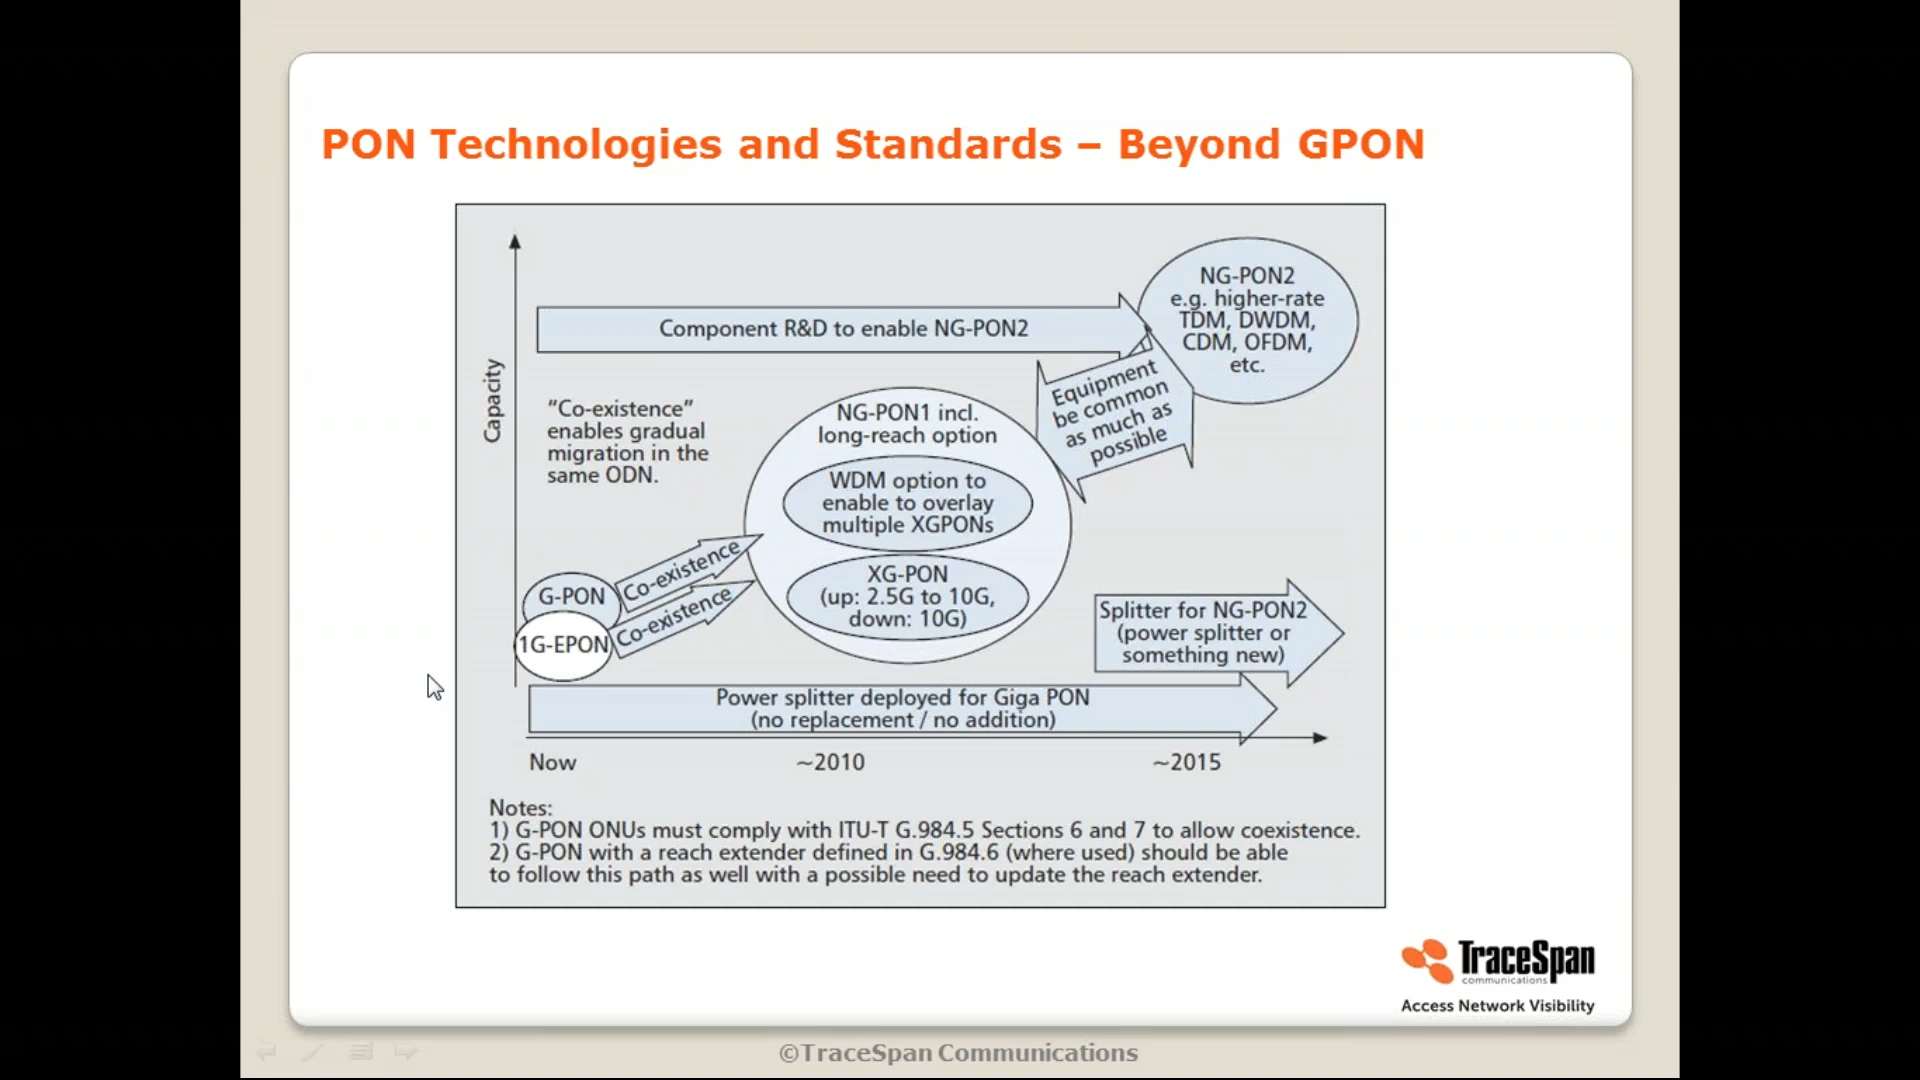 PON Technologies and Standards – Beyond GPON
NG-PON2
e.g. higher-rate
TDM, DWDM,
CDM, OFDM,
etc.
Component R&D to enable NG-PON2
Equipment
be common
as much as
possible
Capacity
"Co-existence"
enables gradual
migration in the
same ODN.
NG-PON1 incl.
long-reach option
WDM option to
enable to overlay
multiple XGPONs
XG-PON
(up: 2.5G to 10G,
down: 10G)
Co-existence
Co-existence
G-PON
1G-EPON
Splitter for NG-PON2
(power splitter or
something new)
Power splitter deployed for Giga PON
(no replacement / no addition)
Now
~2010
~2015
Notes:
1) G-PON ONUs must comply with ITU-T G.984.5 Sections 6 and 7 to allow coexistence.
2) G-PON with a reach extender defined in G.984.6 (where used) should be able
to follow this path as well with a possible need to update the reach extender.
TraceSpan
communications
Access Network Visibility
©TraceSpan Communications